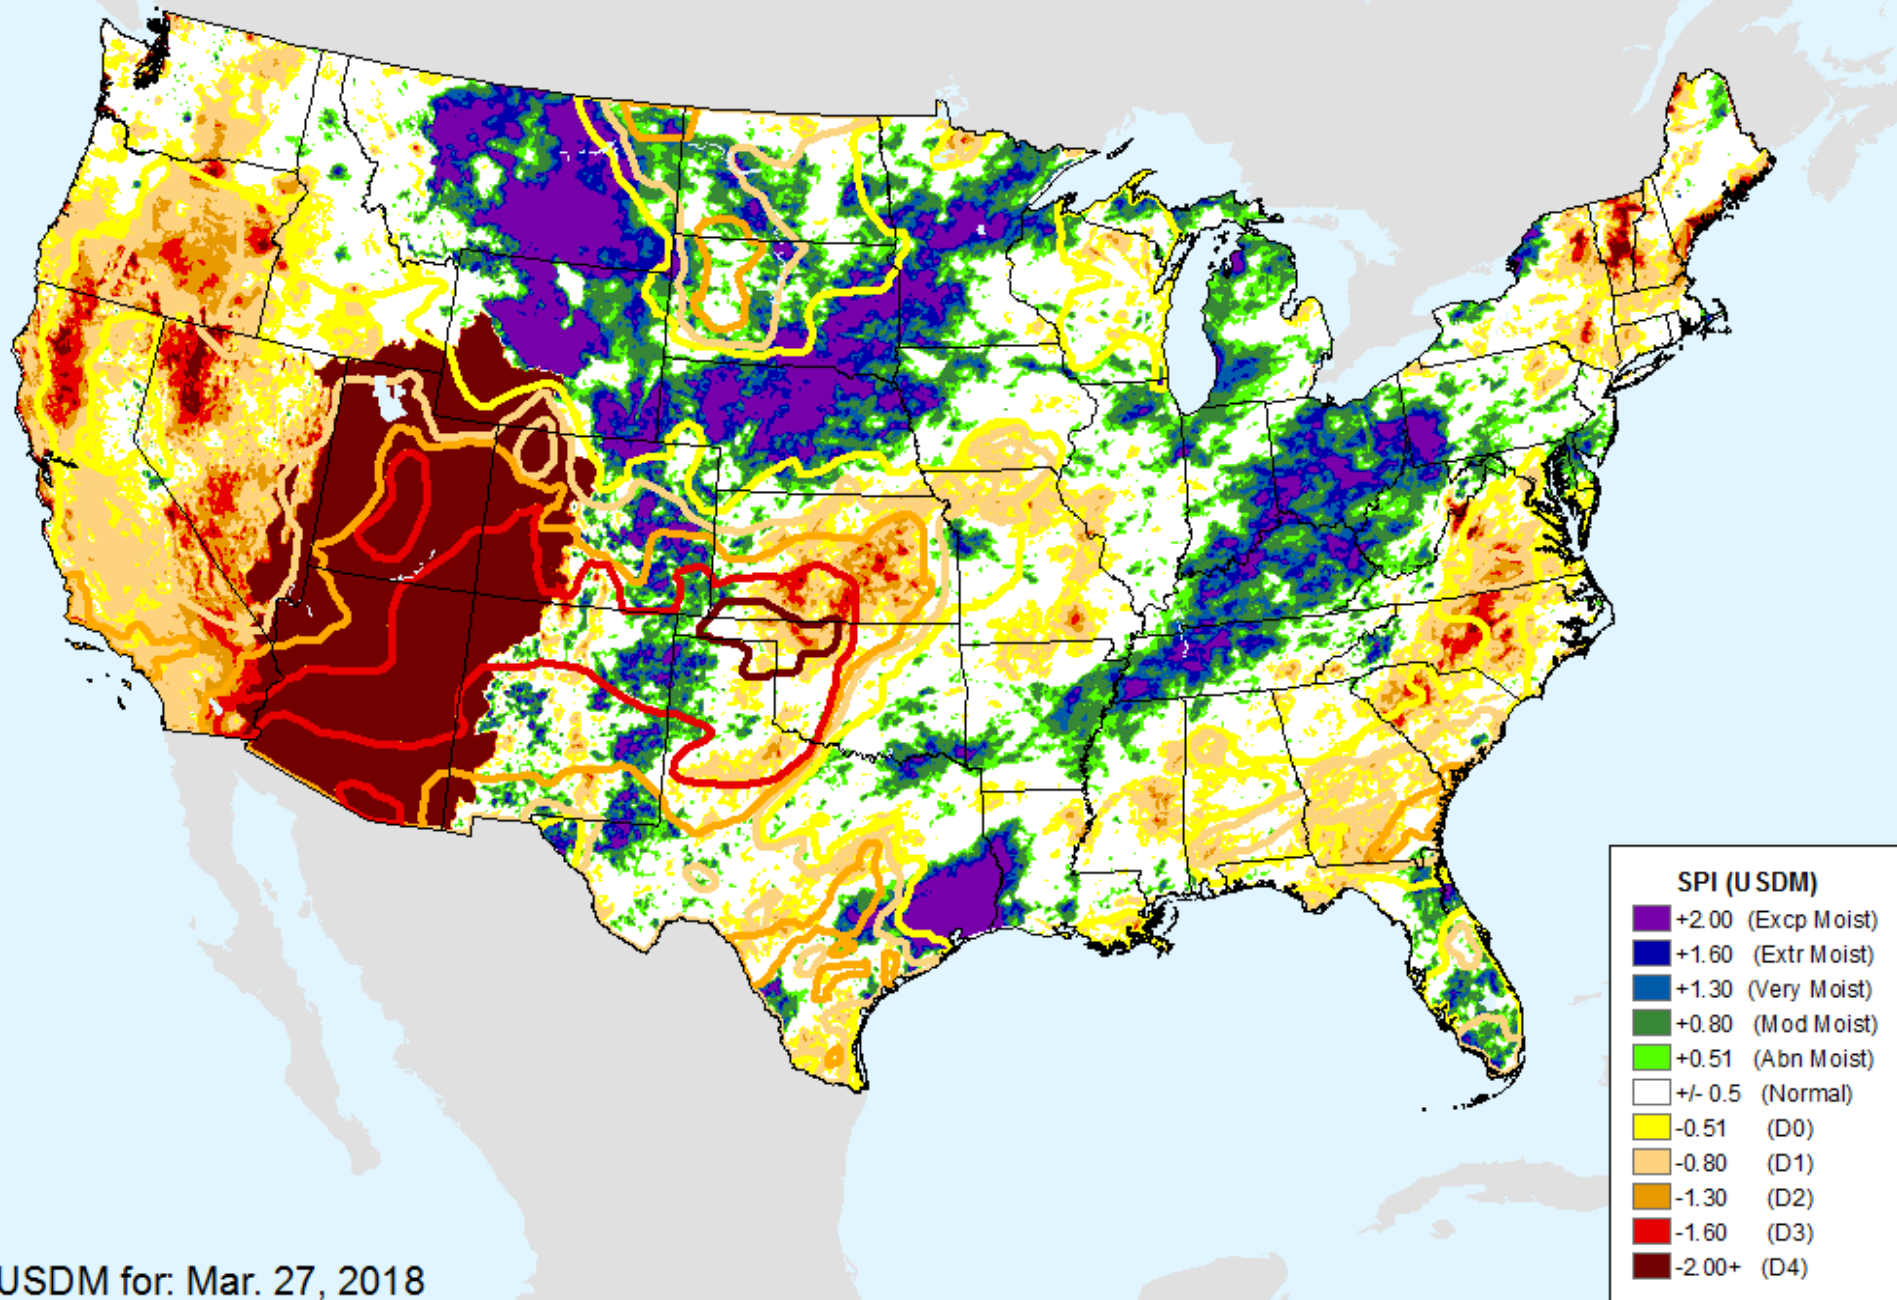 SPI (USDM)
+2.00 (Excp Moist)
+1.60 (Extr Moist)
+1.30 (Very Moist)
+0.80 (Mod Moist)
+0.51 (Abn Moist)
+/- 0.5 (Normal)
-0.51 (D0)
-0.80 (D1)
-1.30 (D2)
-1.60 (D3)
-2.00+ (D4)
USDM for: Mar. 27, 2018